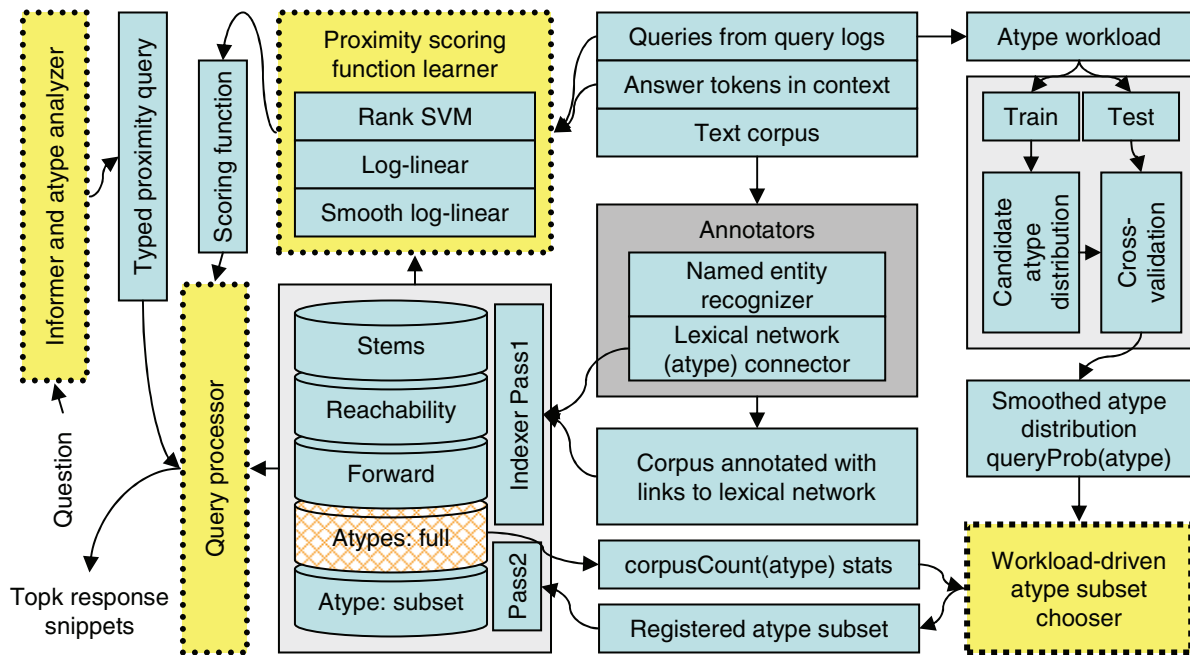 Informer and atype analyzer
Typed proximity query
Scoring function
Question
Topk response
snippets
Query processor
Proximity scoring
function learner
Rank SVM
Log-linear
Smooth log-linear
Stems
Reachability
Forward
Atypes: full
Atype: subset
Indexer Pass1
Pass2
Queries from query logs
Answer tokens in context
Text corpus
Annotators
Named entity
recognizer
Lexical network
(atype) connector
Corpus annotated with
links to lexical network
corpusCount(atype) stats
Registered atype subset
Atype workload
Train
Test
Candidate
atype
distribution
Cross-
validation
Smoothed atype
distribution
queryProb(atype)
Workload-driven
atype subset
chooser